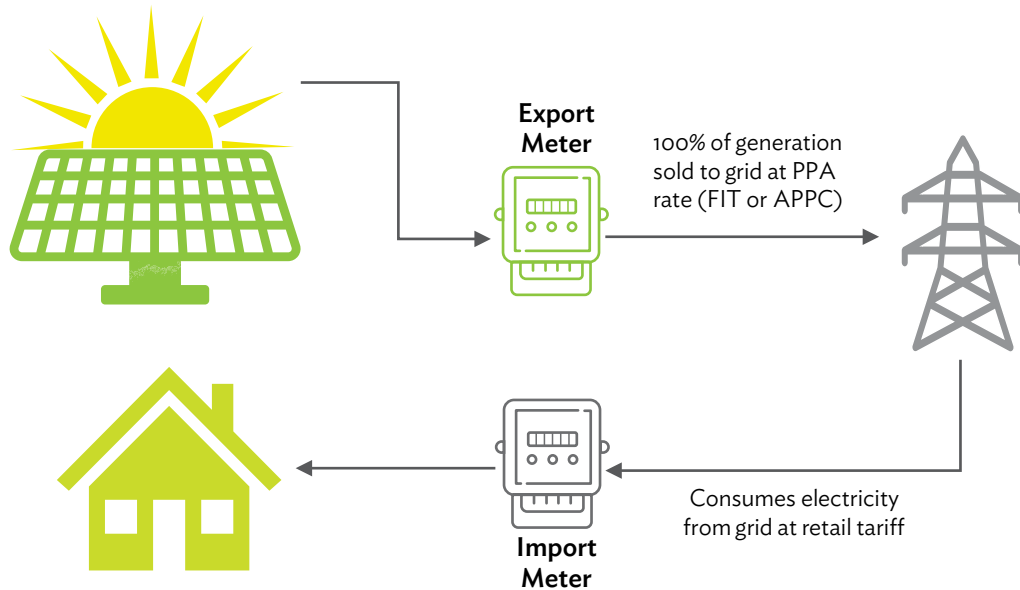 Export
Meter
100% of generation
sold to grid at PPA
rate (FIT or APPC)
Consumes electricity
from grid at retail tariff
Import
Meter